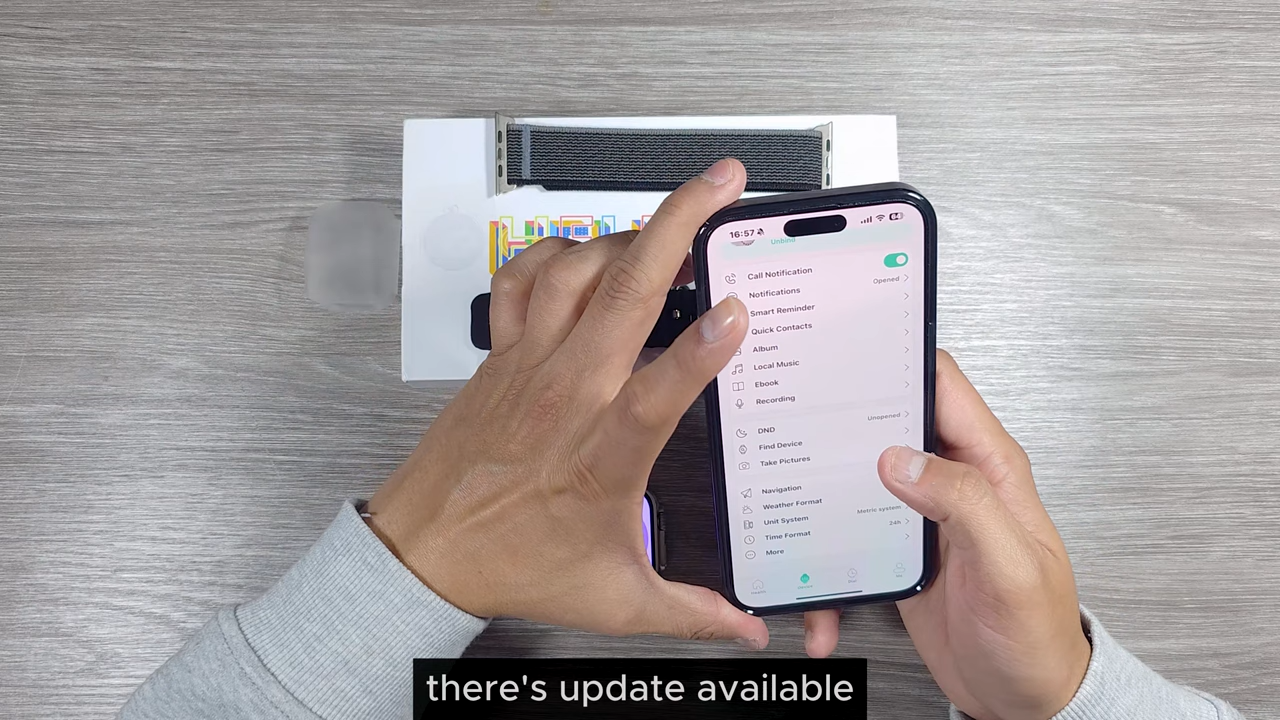 16:57
Unbind
Call Notification
Notifications
Opened
Smart Reminder
Quick Contacts
Album
Local Music
Ebook
Recording
DND
Unopened
Find Device
Take Pictures
Navigation
Weather Format
Unit System
Metric system
Time Format
24h
More
there's update available